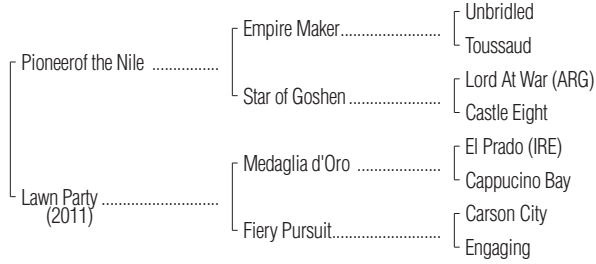 Unbridled
Empire Maker....................
Toussaud
Pioneerof the Nile ................
Lord At War (ARG)
Star of Goshen ......................
Castle Eight
El Prado (IRE)
Medaglia d'Oro ....................
Cappucino Bay
Lawn Party ............................
(2011)
Carson City
Fiery Pursuit..........................
Engaging